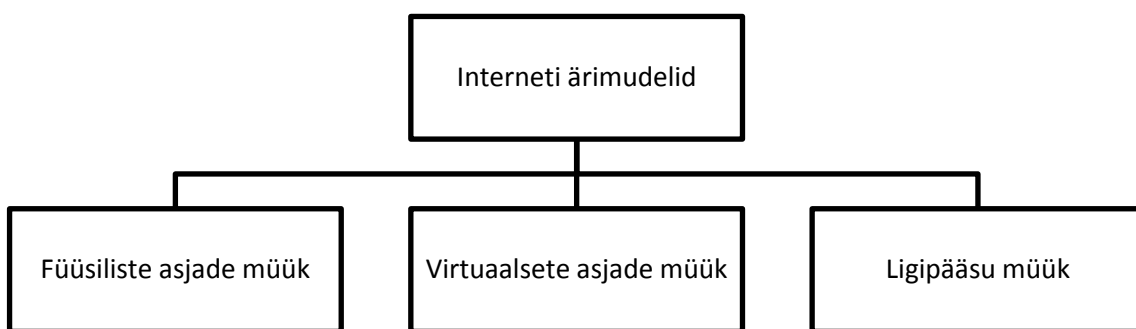 Interneti ärimudelid
Füüsiliste asjade müük
Virtuaalsete asjade müük
Ligipääsu müük